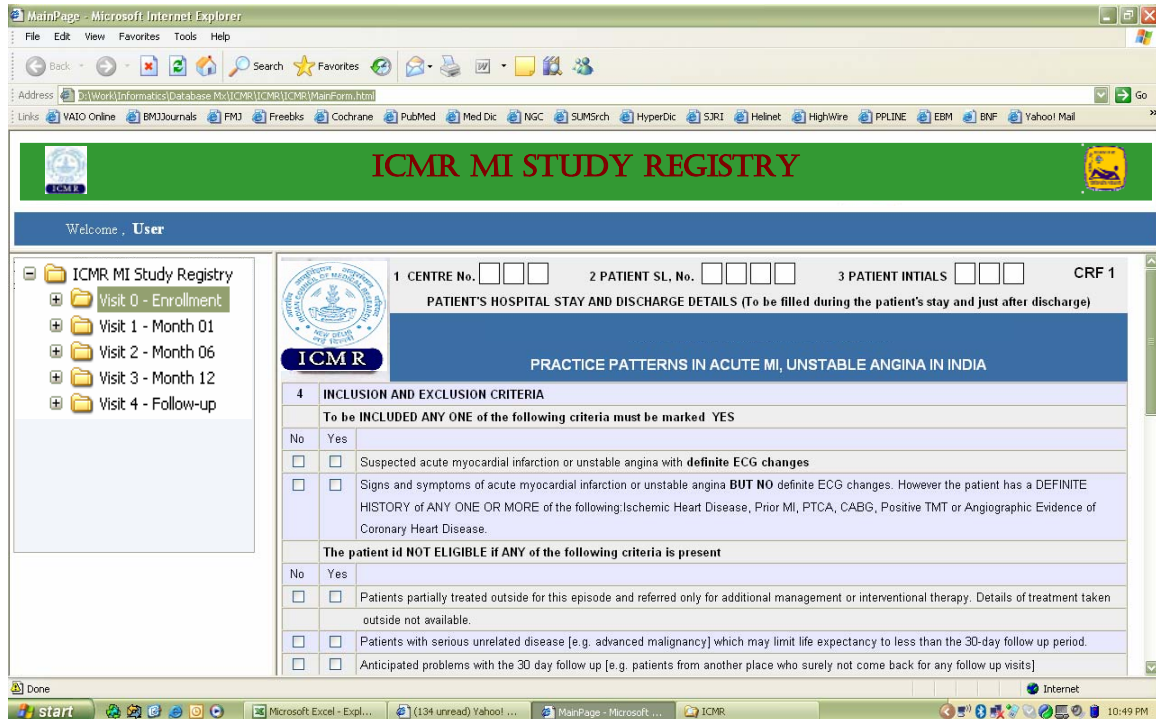 MainPage - Microsoft Internet Explorer
File Edit View Favorites Tools Help
Back Search Favorites
Address D:\Work\Informatics\Database Mx\ICMR\ICMR\ICMR\MainForm.html Go
Links VAIO Online BMJJournals FMJ Freebks Cochrane PubMed Med Dic NGC SUMSrch HyperDic SJRI Helinet HighWire PPLINE EBM BNF Yahoo! Mail »
ICMR
ICMR MI STUDY REGISTRY
Welcome , User
ICMR MI Study Registry
Visit 0 - Enrollment
Visit 1 - Month 01
Visit 2 - Month 06
Visit 3 - Month 12
Visit 4 - Follow-up
1 CENTRE No. 2 PATIENT SL, No. 3 PATIENT INTIALS CRF 1
PATIENT'S HOSPITAL STAY AND DISCHARGE DETAILS (To be filled during the patient's stay and just after discharge)
NEW DELHI
ICMR
PRACTICE PATTERNS IN ACUTE MI, UNSTABLE ANGINA IN INDIA
4 INCLUSION AND EXCLUSION CRITERIA
To be INCLUDED ANY ONE of the following criteria must be marked YES
No Yes
Suspected acute myocardial infarction or unstable angina with definite ECG changes
Signs and symptoms of acute myocardial infarction or unstable angina BUT NO definite ECG changes. However the patient has a DEFINITE
HISTORY of ANY ONE OR MORE of the following:Ischemic Heart Disease, Prior MI, PTCA, CABG, Positive TMT or Angiographic Evidence of
Coronary Heart Disease.
The patient id NOT ELIGIBLE if ANY of the following criteria is present
No Yes
Patients partially treated outside for this episode and referred only for additional management or interventional therapy. Details of treatment taken
outside not available.
Patients with serious unrelated disease [e.g. advanced malignancy] which may limit life expectancy to less than the 30-day follow up period.
Anticipated problems with the 30 day follow up [e.g. patients from another place who surely not come back for any follow up visits]
Done Internet
start Microsoft Excel - Expl... (134 unread) Yahoo! ... MainPage - Microsoft ... ICMR 10:49 PM